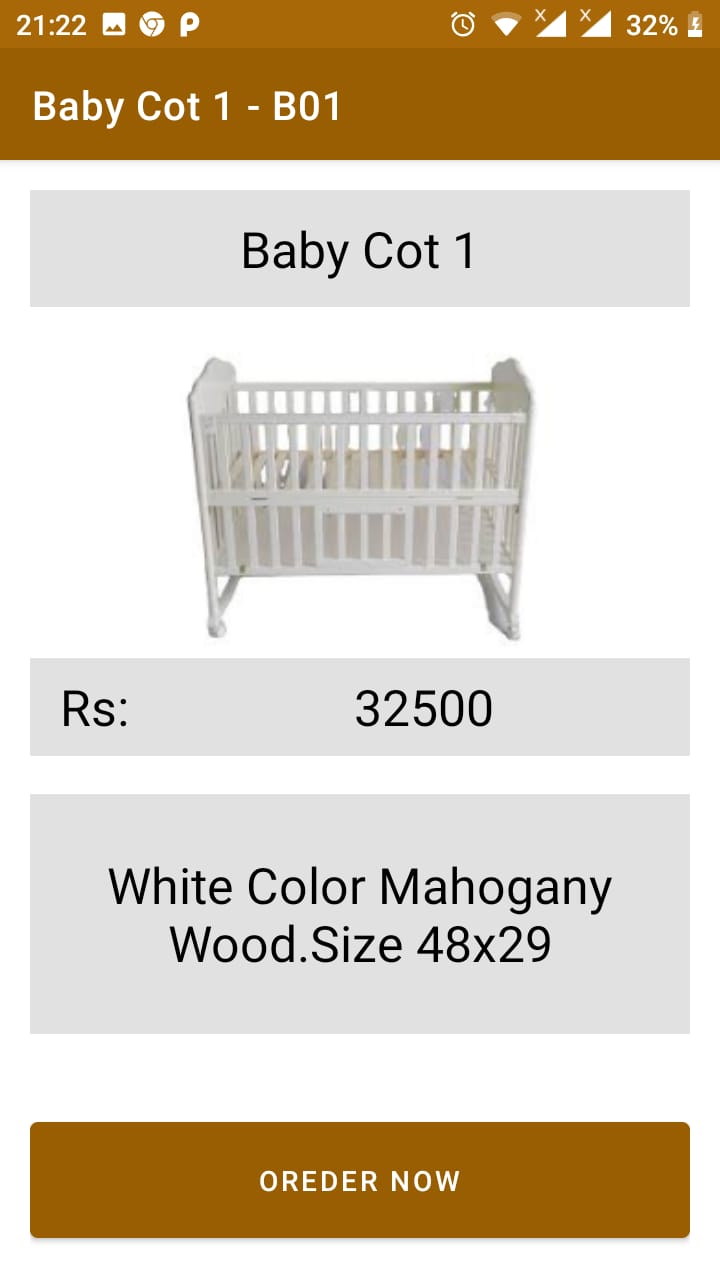 21:22
32%
Baby Cot 1 - B01
Baby Cot 1
Rs: 32500
White Color Mahogany
Wood.Size 48x29
OREDER NOW